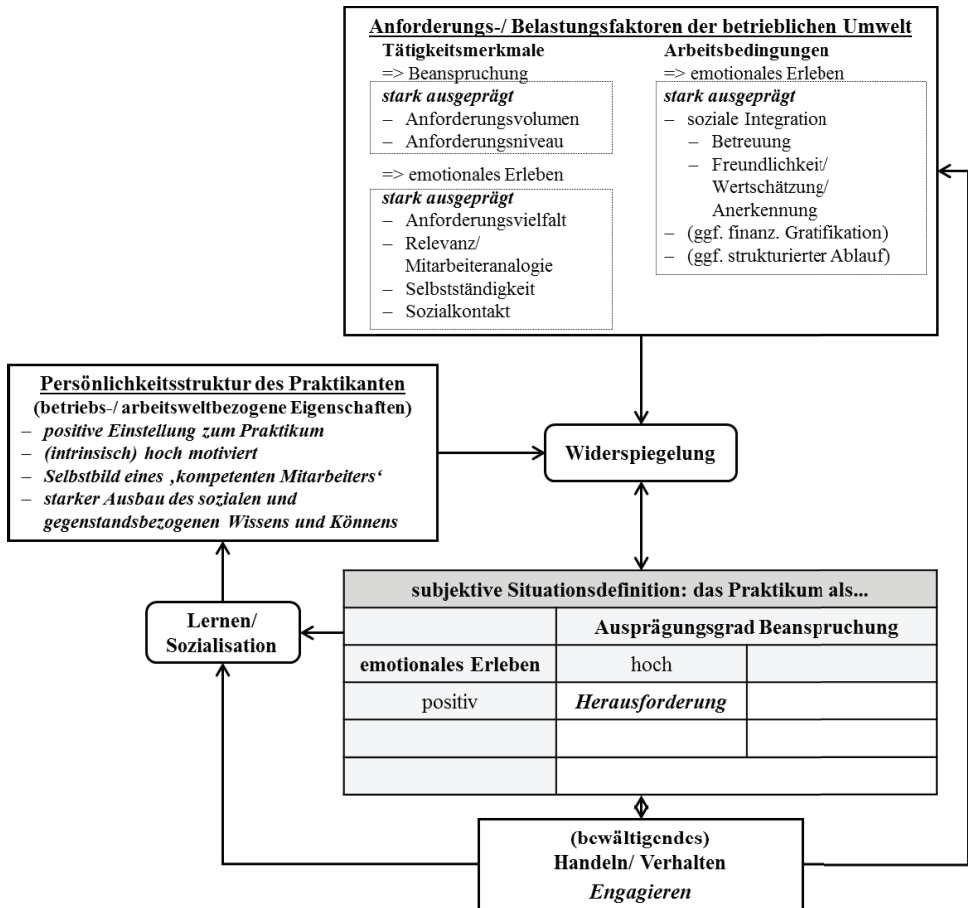 Anforderungs-/ Belastungsfaktoren der betrieblichen Umwelt
Tätigkeitsmerkmale
=> Beanspruchung
stark ausgeprägt
– Anforderungsvolumen
– Anforderungsniveau
=> emotionales Erleben
stark ausgeprägt
– Anforderungsvielfalt
– Relevanz/
Mitarbeiteranalogie
– Selbstständigkeit
– Sozialkontakt
Arbeitsbedingungen
=> emotionales Erleben
stark ausgeprägt
– soziale Integration
– Betreuung
– Freundlichkeit/
Wertschätzung/
Anerkennung
– (ggf. finanz. Gratifikation)
– (ggf. strukturierter Ablauf)
Persönlichkeitsstruktur des Praktikanten
(betriebs-/ arbeitsweltbezogene Eigenschaften)
– positive Einstellung zum Praktikum
– (intrinsisch) hoch motiviert
– Selbstbild eines ‚kompetenten Mitarbeiters‘
– starker Ausbau des sozialen und
gegenstandsbezogenen Wissens und Könnens
Widerspiegelung
Lernen/
Sozialisation
subjektive Situationsdefinition: das Praktikum als...
Ausprägungsgrad Beanspruchung
emotionales Erleben hoch
positiv Herausforderung
(bewältigendes)
Handeln/ Verhalten
Engagieren